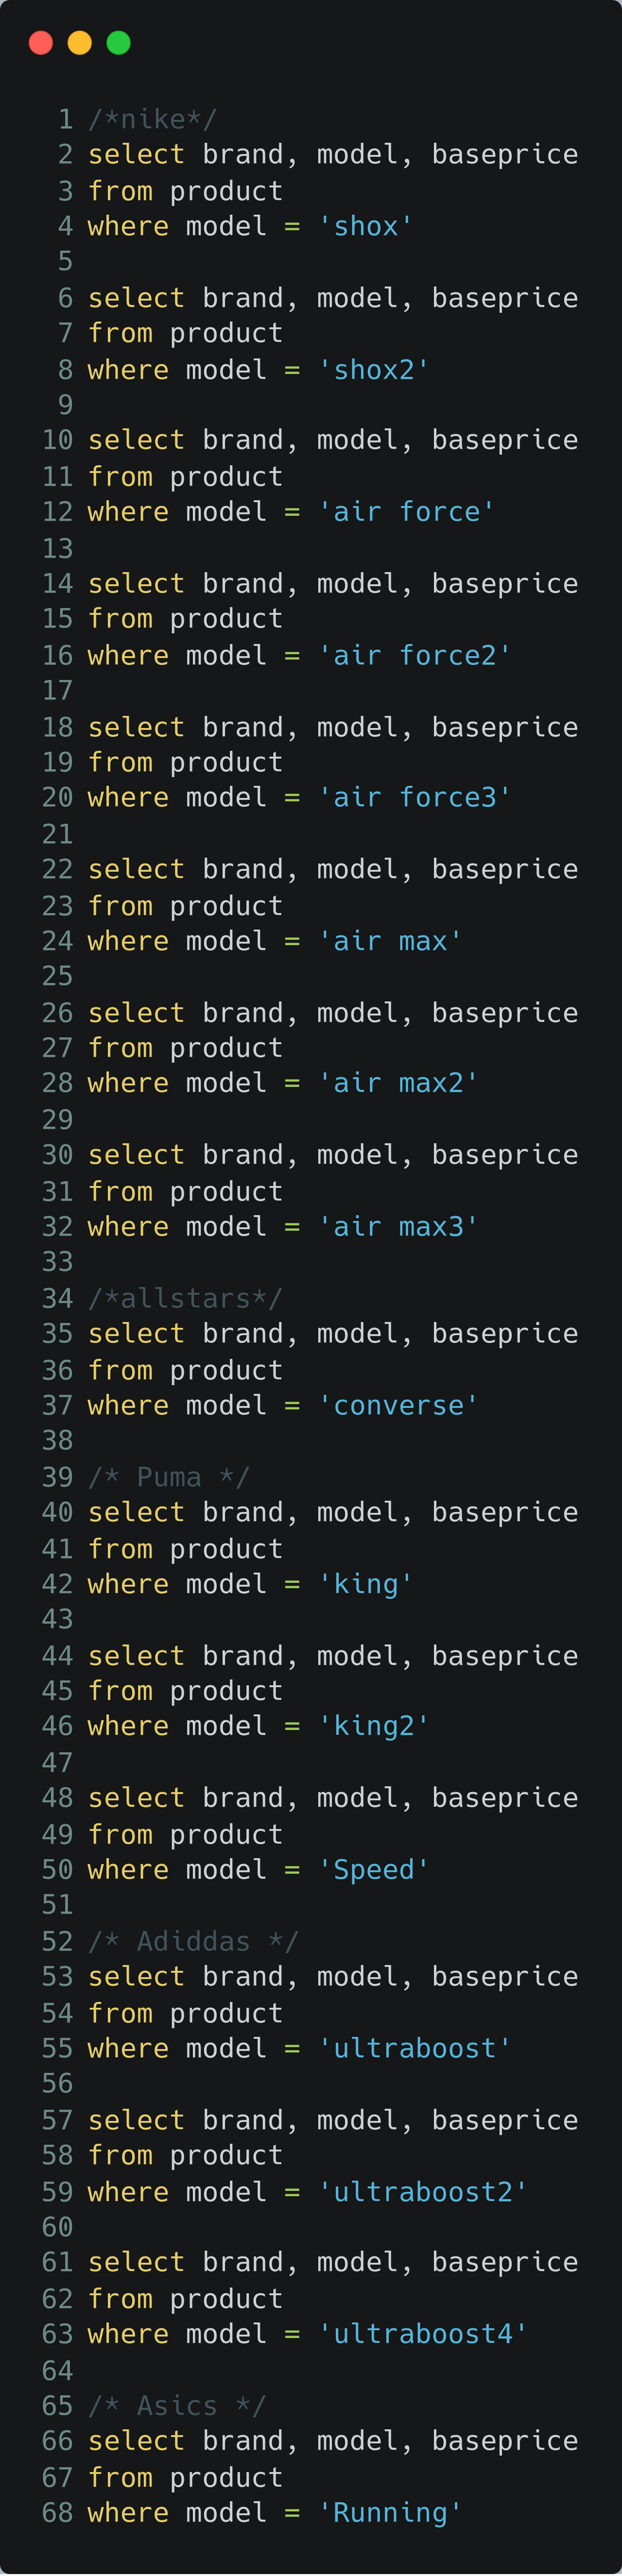 1 /*nike*/
2 select brand, model, baseprice
3 from product
4 where model = 'shox'
5
6 select brand, model, baseprice
7 from product
8 where model = 'shox2'
9
10 select brand, model, baseprice
11 from product
12 where model = 'air force'
13
14 select brand, model, baseprice
15 from product
16 where model = 'air force2'
17
18 select brand, model, baseprice
19 from product
20 where model = 'air force3'
21
22 select brand, model, baseprice
23 from product
24 where model = 'air max'
25
26 select brand, model, baseprice
27 from product
28 where model = 'air max2'
29
30 select brand, model, baseprice
31 from product
32 where model = 'air max3'
33
34 /*allstars*/
35 select brand, model, baseprice
36 from product
37 where model = 'converse'
38
39 /* Puma */
40 select brand, model, baseprice
41 from product
42 where model = 'king'
43
44 select brand, model, baseprice
45 from product
46 where model = 'king2'
47
48 select brand, model, baseprice
49 from product
50 where model = 'Speed'
51
52 /* Adiddas */
53 select brand, model, baseprice
54 from product
55 where model = 'ultraboost'
56
57 select brand, model, baseprice
58 from product
59 where model = 'ultraboost2'
60
61 select brand, model, baseprice
62 from product
63 where model = 'ultraboost4'
64
65 /* Asics */
66 select brand, model, baseprice
67 from product
68 where model = 'Running'